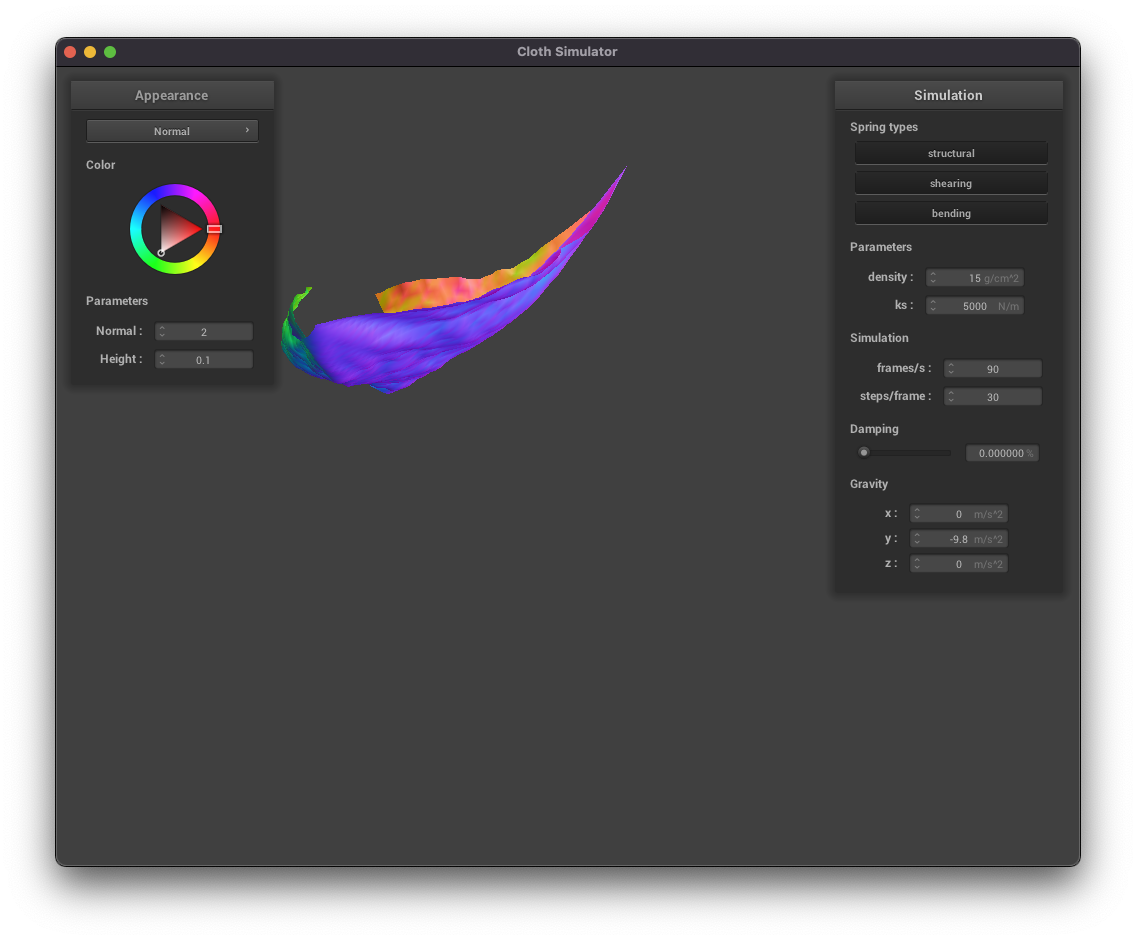 Cloth Simulator
Appearance
Normal
Color
Parameters
Normal : 2
Height : 0.1
Simulation
Spring types
structural
shearing
bending
Parameters
density : 15 g/cm^2
ks : 5000 N/m
Simulation
frames/s : 90
steps/frame : 30
Damping
0.000000 %
Gravity
x : 0 m/s^2
y : -9.8 m/s^2
z : 0 m/s^2